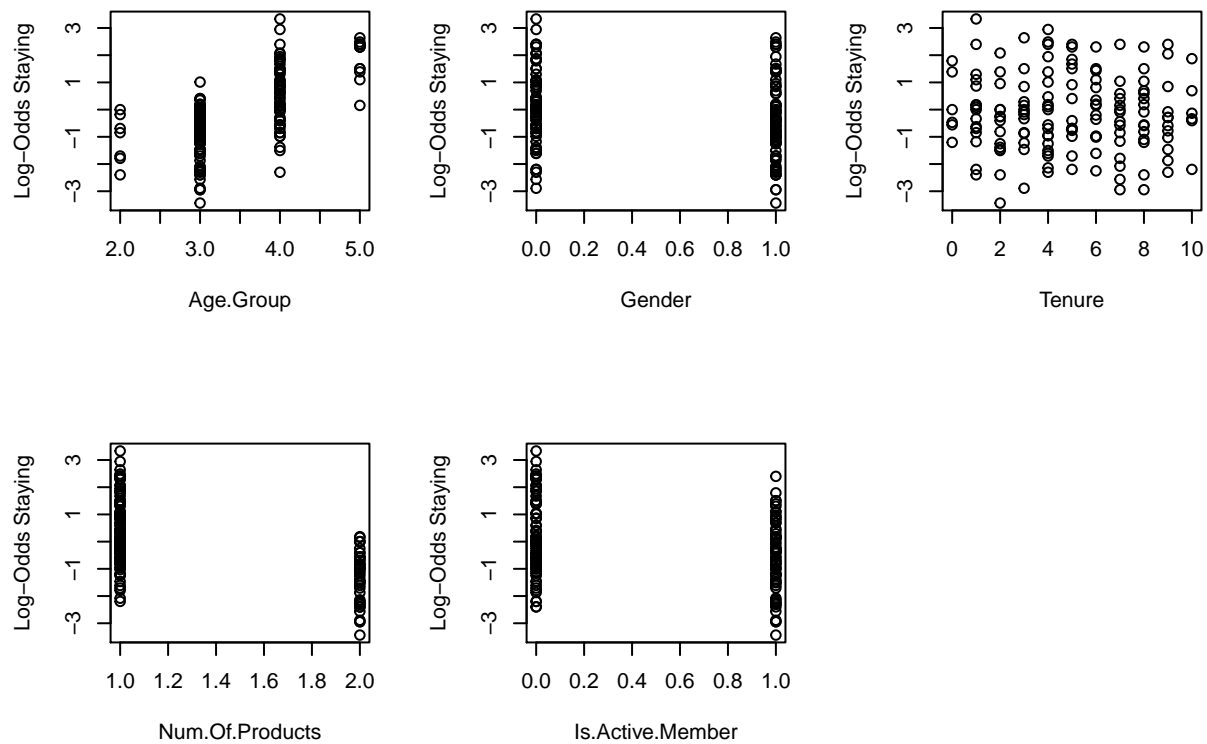 Log−Odds Staying
3
1
−1
−3
2.0 3.0 4.0 5.0
Age.Group
Log−Odds Staying
3
1
−1
−3
0.0 0.2 0.4 0.6 0.8 1.0
Gender
Log−Odds Staying
3
1
−1
−3
0 2 4 6 8 10
Tenure
Log−Odds Staying
3
1
−1
−3
1.0 1.2 1.4 1.6 1.8 2.0
Num.Of.Products
Log−Odds Staying
3
1
−1
−3
0.0 0.2 0.4 0.6 0.8 1.0
Is.Active.Member